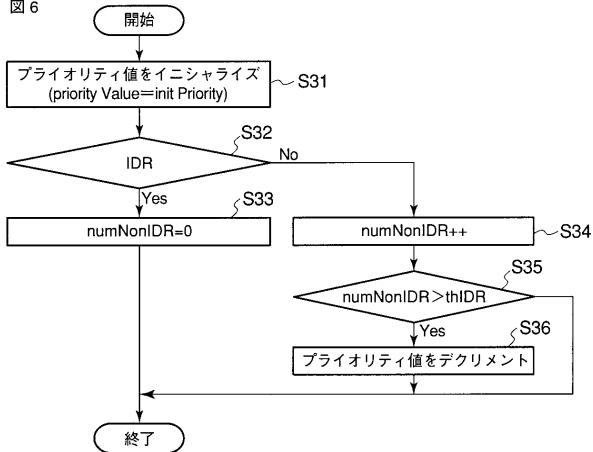 図 6
開始
プライオリティ値をイニシャライズ
(priority Value=init Priority)
S31
S32
IDR
No
Yes
S33
numNonIDR=0
numNonIDR++
S34
S35
numNonIDR>thIDR
Yes
S36
プライオリティ値をデクリメント
終了